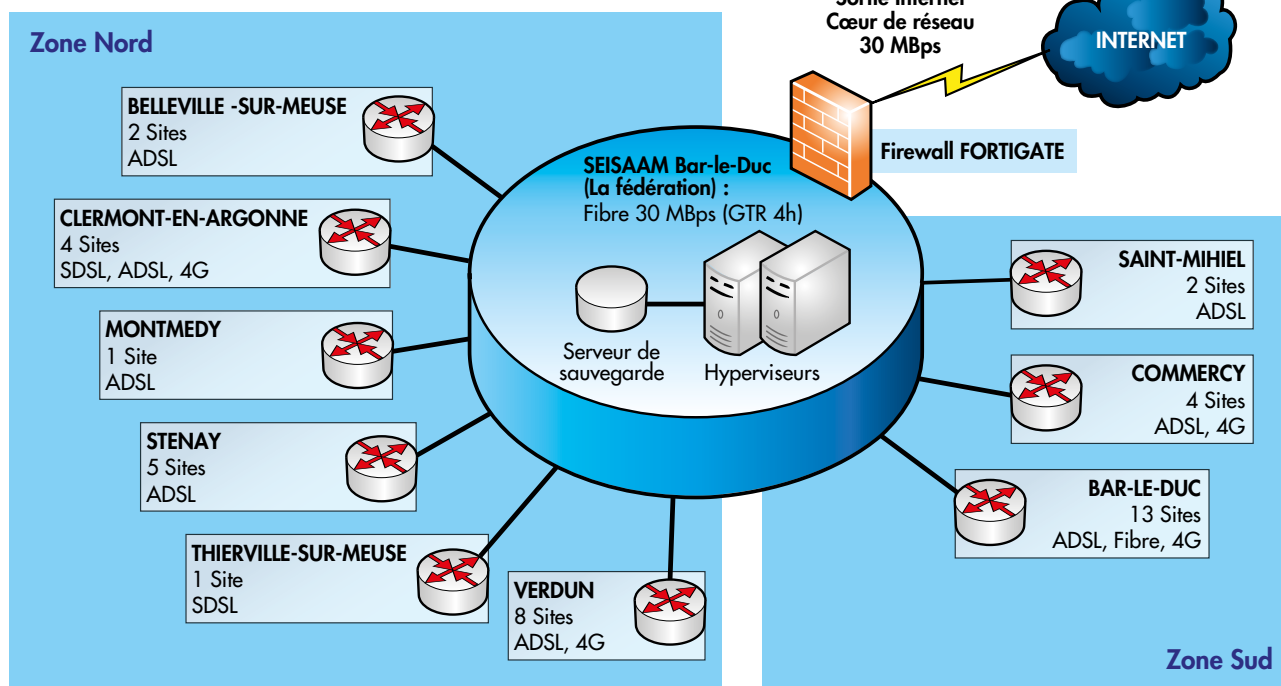 Sortie Internet
Cœur de réseau
30 MBps
INTERNET
Zone Nord
BELLEVILLE -SUR-MEUSE
2 Sites
ADSL
CLERMONT-EN-ARGONNE
4 Sites
SDSL, ADSL, 4G
MONTMEDY
1 Site
ADSL
STENAY
5 Sites
ADSL
THIERVILLE-SUR-MEUSE
1 Site
SDSL
VERDUN
8 Sites
ADSL, 4G
SEISAAM Bar-le-Duc
(La fédération) :
Fibre 30 MBps (GTR 4h)
Serveur de
sauvegarde
Hyperviseurs
Firewall FORTIGATE
SAINT-MIHIEL
2 Sites
ADSL
COMMERCY
4 Sites
ADSL, 4G
BAR-LE-DUC
13 Sites
ADSL, Fibre, 4G
Zone Sud